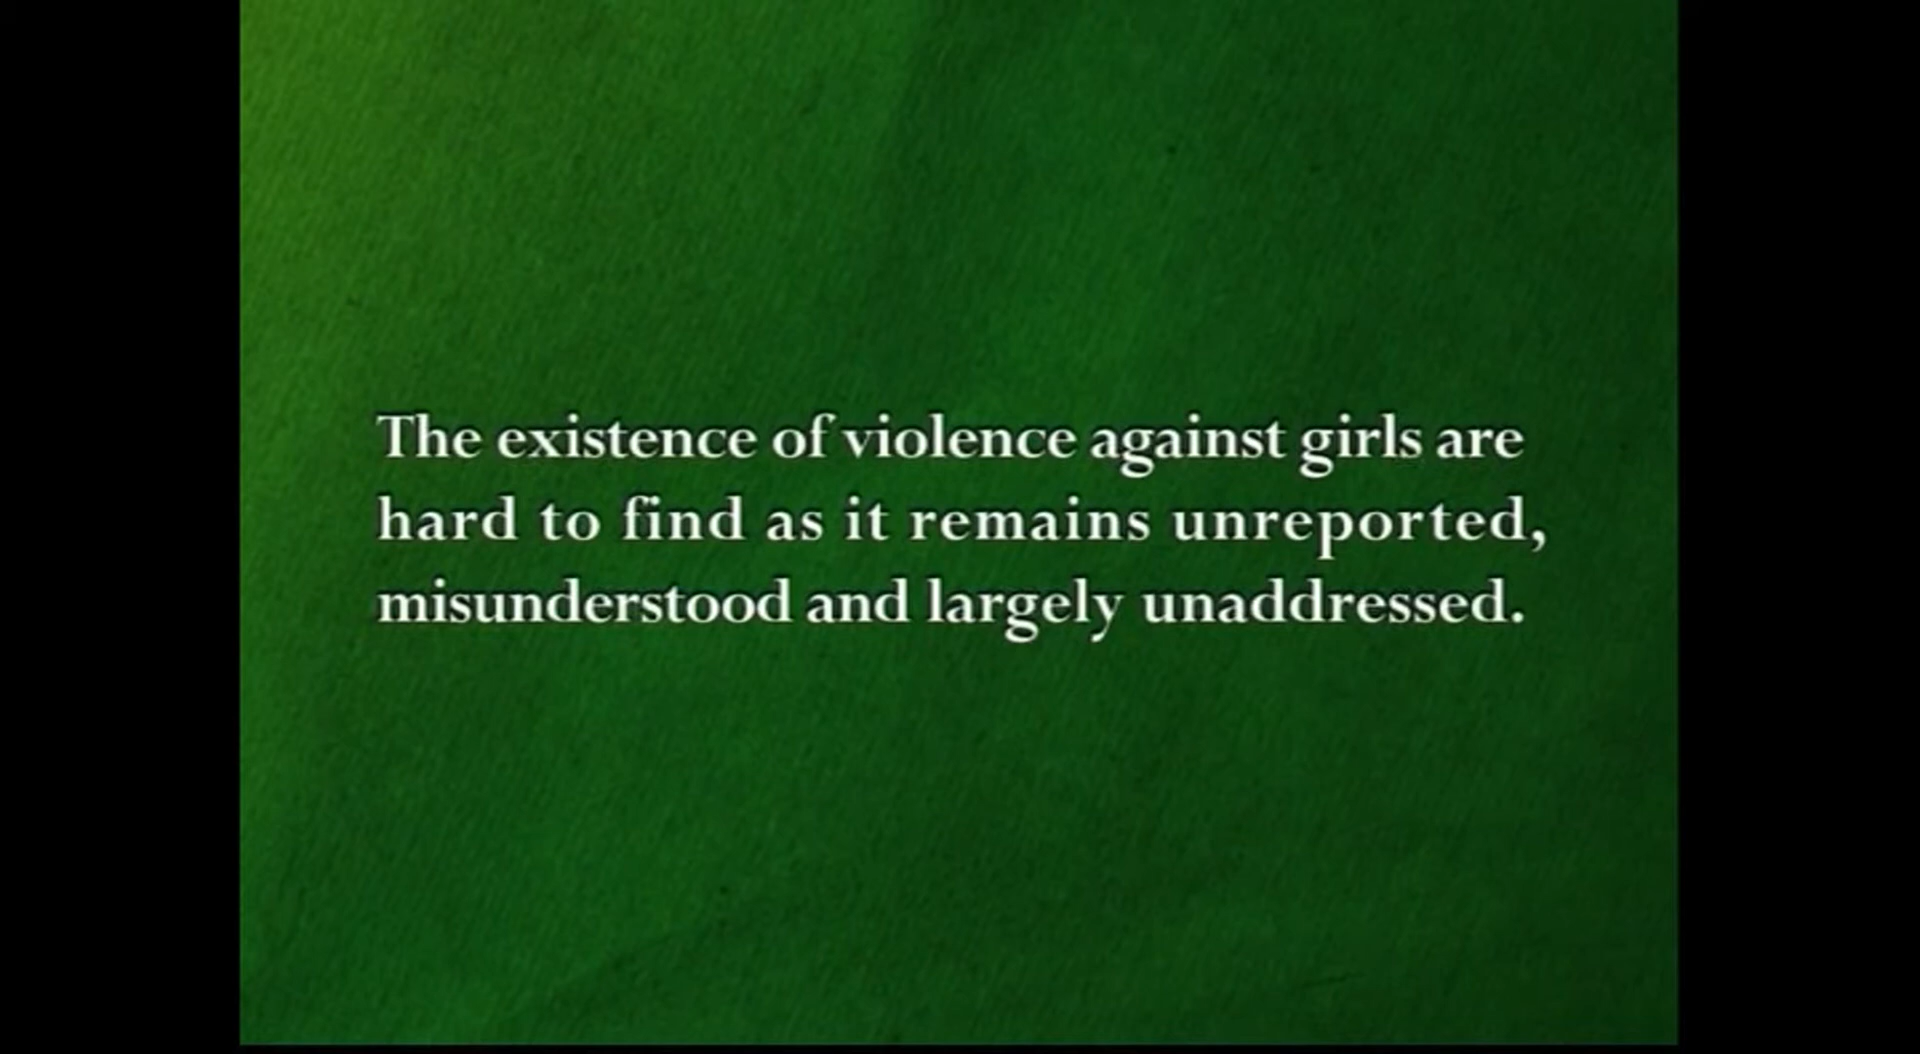 The existence of violence against girls are
hard to find as it remains unreported,
misunderstood and largely unaddressed.